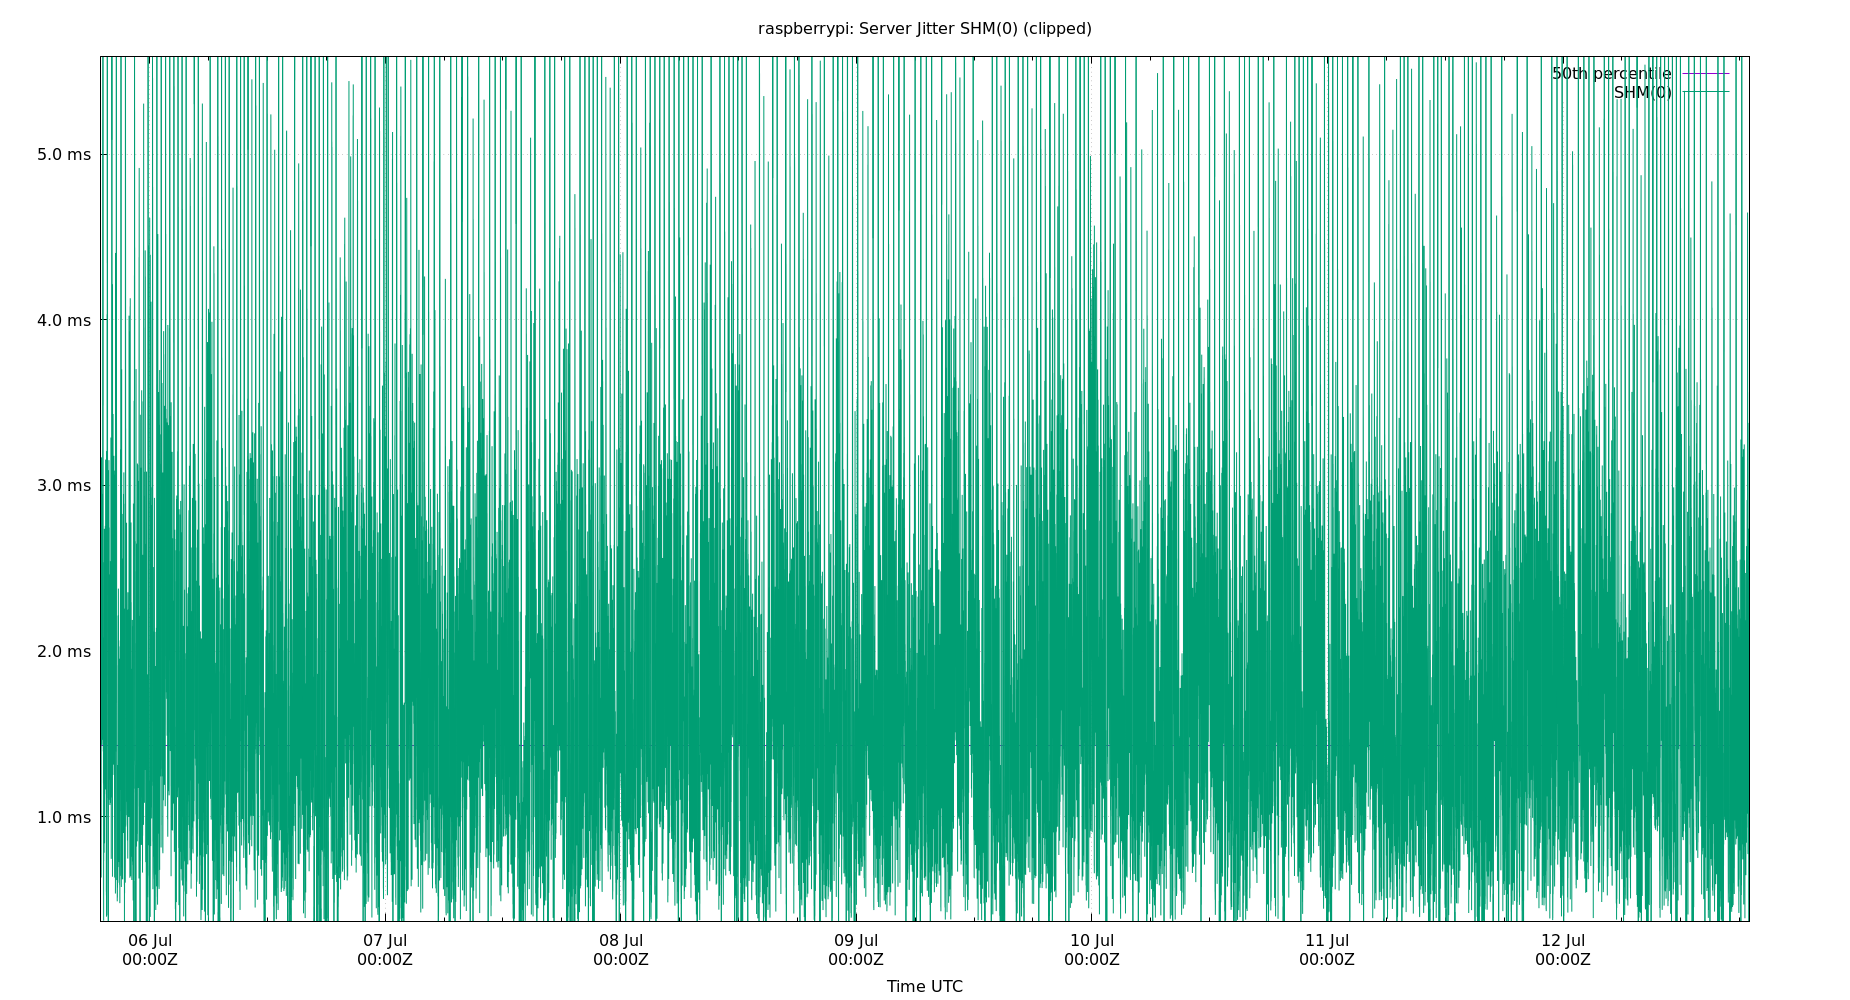 raspberrypi: Server Jitter SHM(0) (clipped)
50th percentile
SHM(0)
5.0 ms
4.0 ms
3.0 ms
2.0 ms
1.0 ms
06 Jul 07 Jul 08 Jul 09 Jul 10 Jul 11 Jul 12 Jul
00:00Z 00:00Z 00:00Z 00:00Z 00:00Z 00:00Z 00:00Z
Time UTC